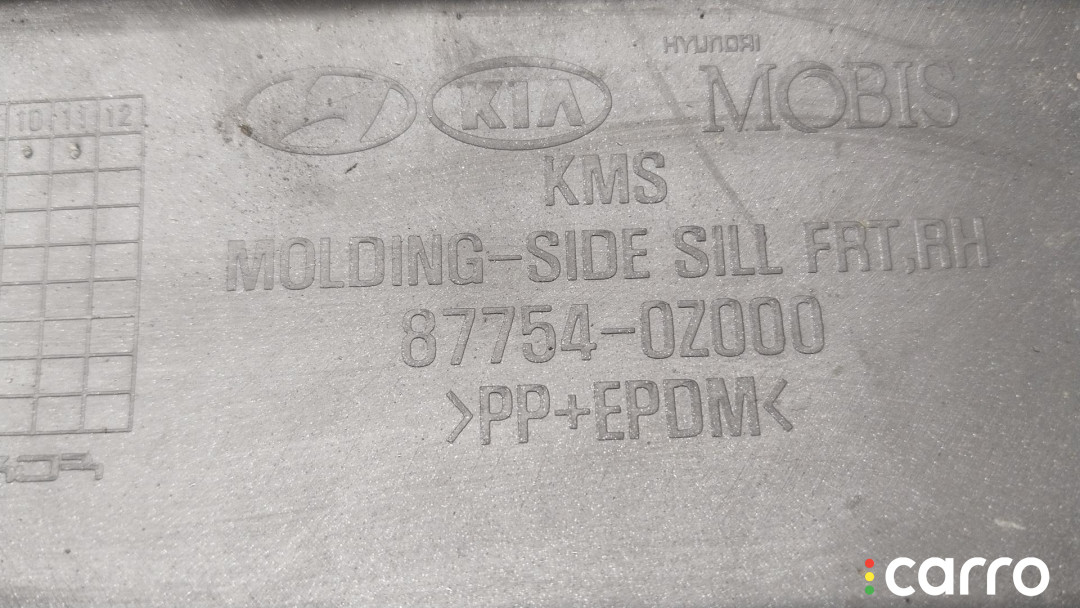 HYUNDAI
KIA MOBIS
10 11 12
KMS
MOLDING-SIDE SILL FRT,RH
87754-0Z000
>PP+EPDM<
carro